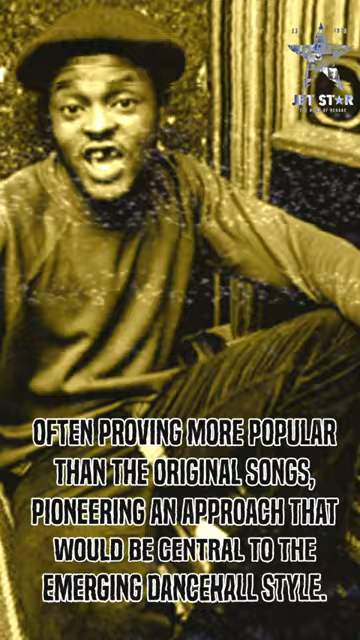 JET STAR
OFTEN PROVING MORE POPULAR
THAN THE ORIGINAL SONGS,
PIONEERING AN APPROACH THAT
WOULD BE CENTRAL TO THE
EMERGING DANCEHALL STYLE.